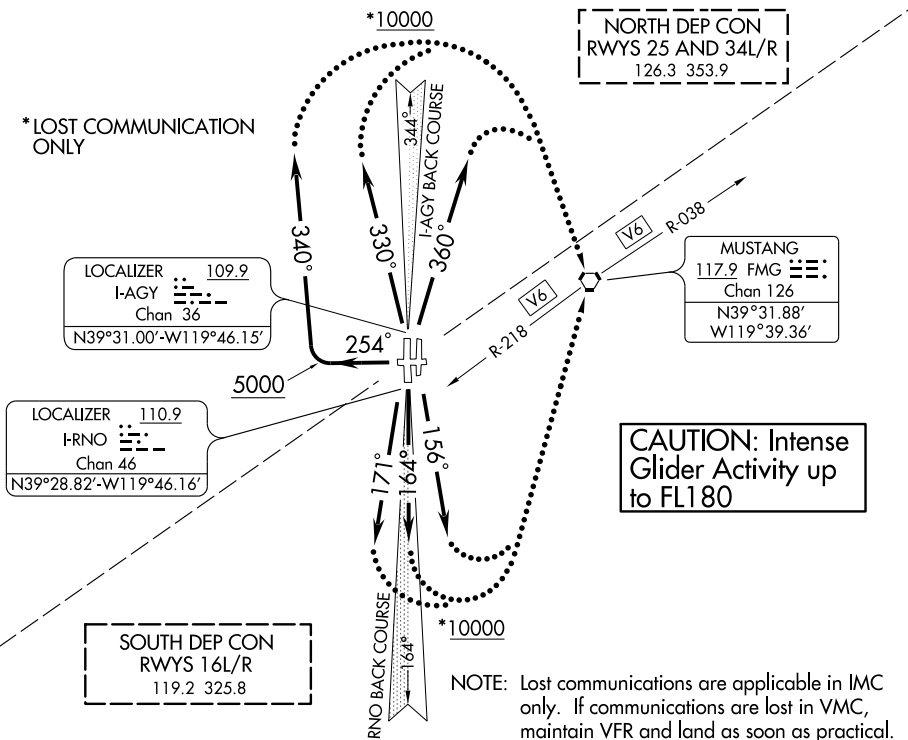 *10000
NORTH DEP CON
RWYS 25 AND 34L/R
126.3 353.9
*LOST COMMUNICATION
ONLY
344°
I-AGY BACK COURSE
340°
330°
360°
V6
R-038
LOCALIZER 109.9
I-AGY
Chan 36
N39°31.00'-W119°46.15'
MUSTANG
117.9 FMG
Chan 126
N39°31.88'
W119°39.36'
V6
R-218
254°
5000
LOCALIZER 110.9
I-RNO
Chan 46
N39°28.82'-W119°46.16'
171°
164°
156°
CAUTION: Intense
Glider Activity up
to FL180
RNO BACK COURSE
164°
*10000
SOUTH DEP CON
RWYS 16L/R
119.2 325.8
NOTE: Lost communications are applicable in IMC
only. If communications are lost in VMC,
maintain VFR and land as soon as practical.